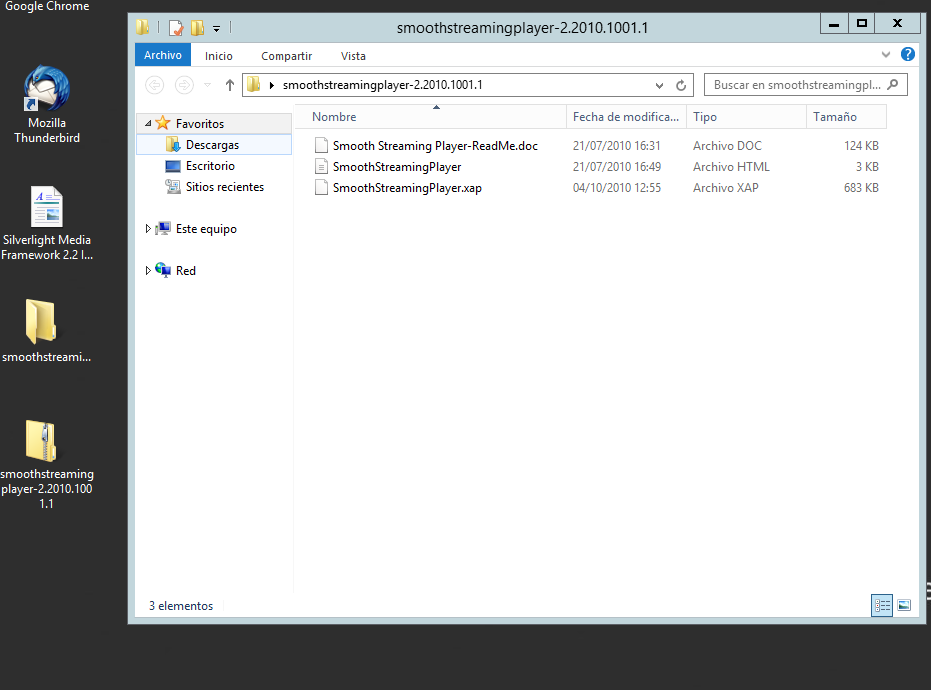 Google Chrome
Mozilla
Thunderbird
Silverlight Media
Framework 2.2 I...
smoothstreami...
smoothstreaming
player-2.2010.100
1.1
smoothstreamingplayer-2.2010.1001.1
Archivo Inicio Compartir Vista
smoothstreamingplayer-2.2010.1001.1
Buscar en smoothstreamingpl...
Favoritos
Descargas
Escritorio
Sitios recientes
Este equipo
Red
Nombre Fecha de modifica... Tipo Tamaño
Smooth Streaming Player-ReadMe.doc 21/07/2010 16:31 Archivo DOC 124 KB
SmoothStreamingPlayer 21/07/2010 16:49 Archivo HTML 3 KB
SmoothStreamingPlayer.xap 04/10/2010 12:55 Archivo XAP 683 KB
3 elementos